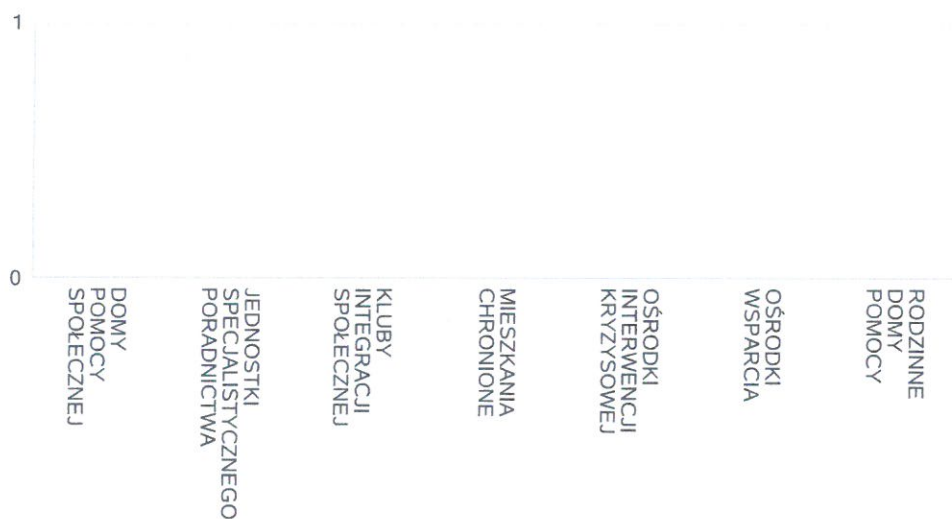 1
0
DOMY
POMOCY
SPOŁECZNEJ
JEDNOSTKI
SPECJALISTYCZNEGO
PORADNICTWA
KLUBY
INTEGRACJI
SPOŁECZNEJ
MIESZKANIA
CHRONIONE
OŚRODKI
INTERWENCJI
KRYZYSOWEJ
OŚRODKI
WSPARCIA
RODZINNE
DOMY
POMOCY